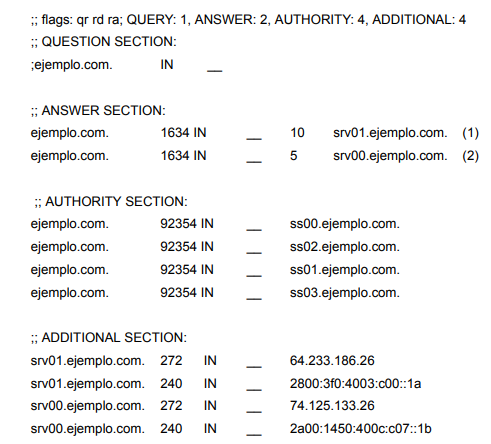 ;; flags: qr rd ra; QUERY: 1, ANSWER: 2, AUTHORITY: 4, ADDITIONAL: 4
;; QUESTION SECTION:
;ejemplo.com. IN __
;; ANSWER SECTION:
ejemplo.com. 1634 IN __ 10 srv01.ejemplo.com. (1)
ejemplo.com. 1634 IN __ 5 srv00.ejemplo.com. (2)
;; AUTHORITY SECTION:
ejemplo.com. 92354 IN __ ss00.ejemplo.com.
ejemplo.com. 92354 IN __ ss02.ejemplo.com.
ejemplo.com. 92354 IN __ ss01.ejemplo.com.
ejemplo.com. 92354 IN __ ss03.ejemplo.com.
;; ADDITIONAL SECTION:
srv01.ejemplo.com. 272 IN __ 64.233.186.26
srv01.ejemplo.com. 240 IN __ 2800:3f0:4003:c00::1a
srv00.ejemplo.com. 272 IN __ 74.125.133.26
srv00.ejemplo.com. 240 IN __ 2a00:1450:400c:c07::1b